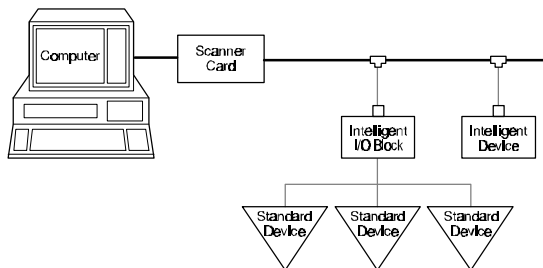 Computer
Scanner
Card
Intelligent
I/O Block
Intelligent
Device
Standard
Device
Standard
Device
Standard
Device